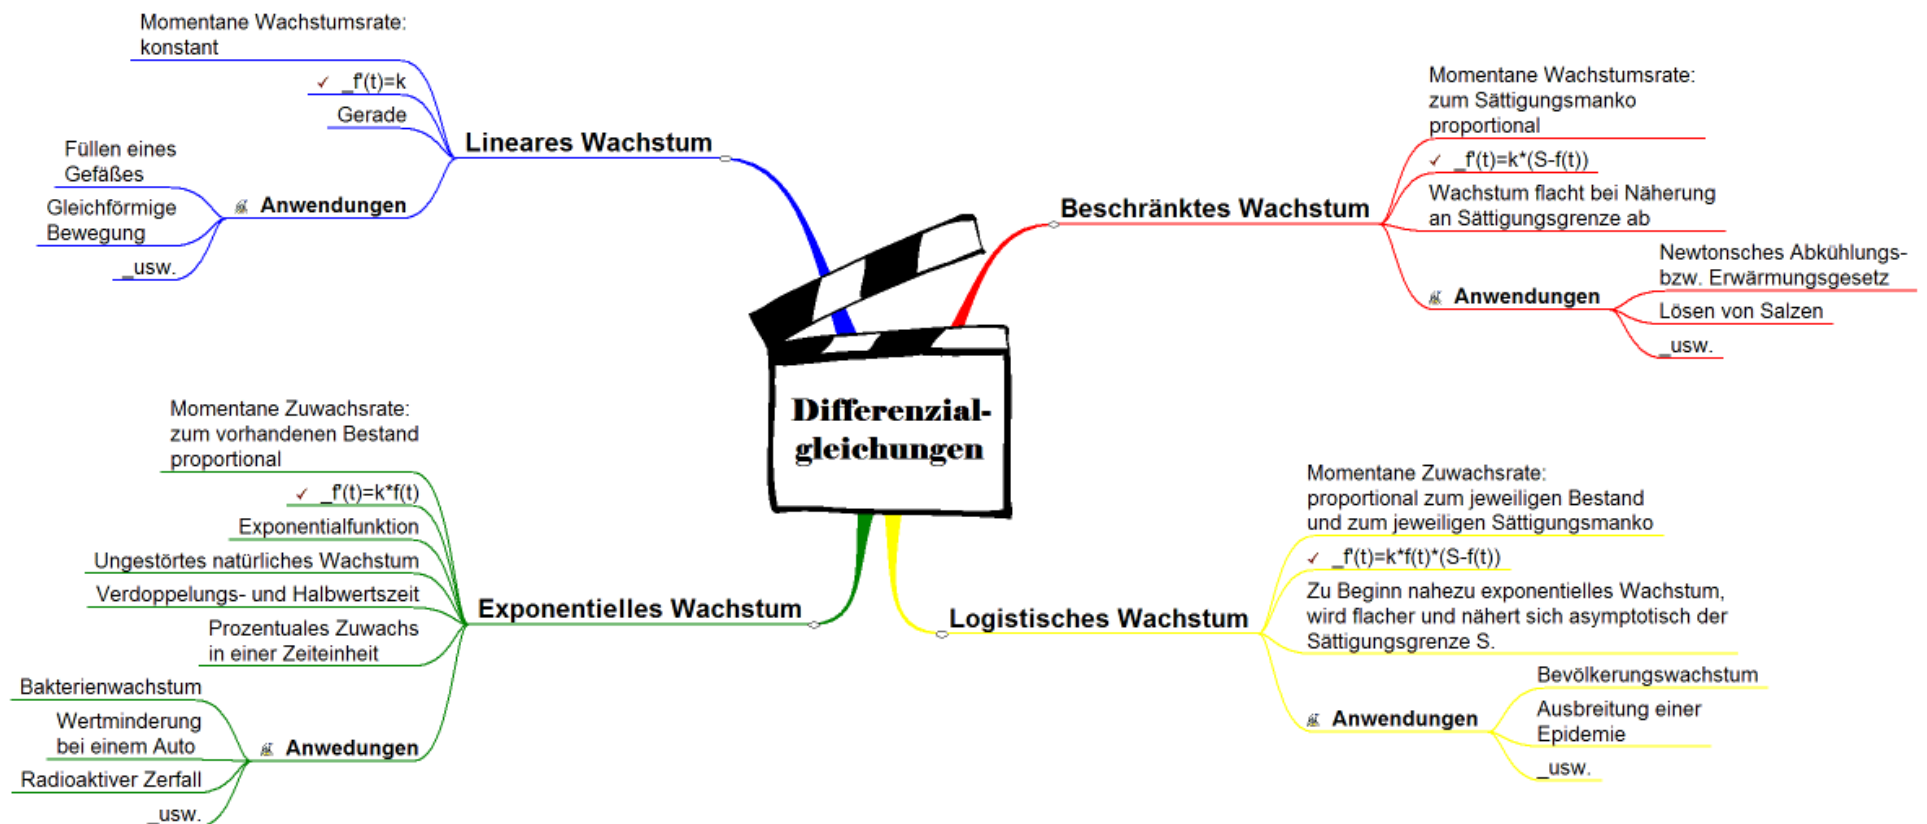 Differenzial-
gleichungen
Lineares Wachstum
Momentane Wachstumsrate:
konstant
_f'(t)=k
Gerade
Anwendungen
Füllen eines
Gefäßes
Gleichförmige
Bewegung
_usw.
Beschränktes Wachstum
Momentane Wachstumsrate:
zum Sättigungsmanko
proportional
_f'(t)=k*(S-f(t))
Wachstum flacht bei Näherung
an Sättigungsgrenze ab
Anwendungen
Newtonsches Abkühlungs-
bzw. Erwärmungsgesetz
Lösen von Salzen
_usw.
Exponentielles Wachstum
Momentane Zuwachsrate:
zum vorhandenen Bestand
proportional
_f'(t)=k*f(t)
Exponentialfunktion
Ungestörtes natürliches Wachstum
Verdoppelungs- und Halbwertszeit
Prozentuales Zuwachs
in einer Zeiteinheit
Anwedungen
Bakterienwachstum
Wertminderung
bei einem Auto
Radioaktiver Zerfall
_usw.
Logistisches Wachstum
Momentane Zuwachsrate:
proportional zum jeweiligen Bestand
und zum jeweiligen Sättigungsmanko
_f'(t)=k*f(t)*(S-f(t))
Zu Beginn nahezu exponentielles Wachstum,
wird flacher und nähert sich asymptotisch der
Sättigungsgrenze S.
Anwendungen
Bevölkerungswachstum
Ausbreitung einer
Epidemie
_usw.